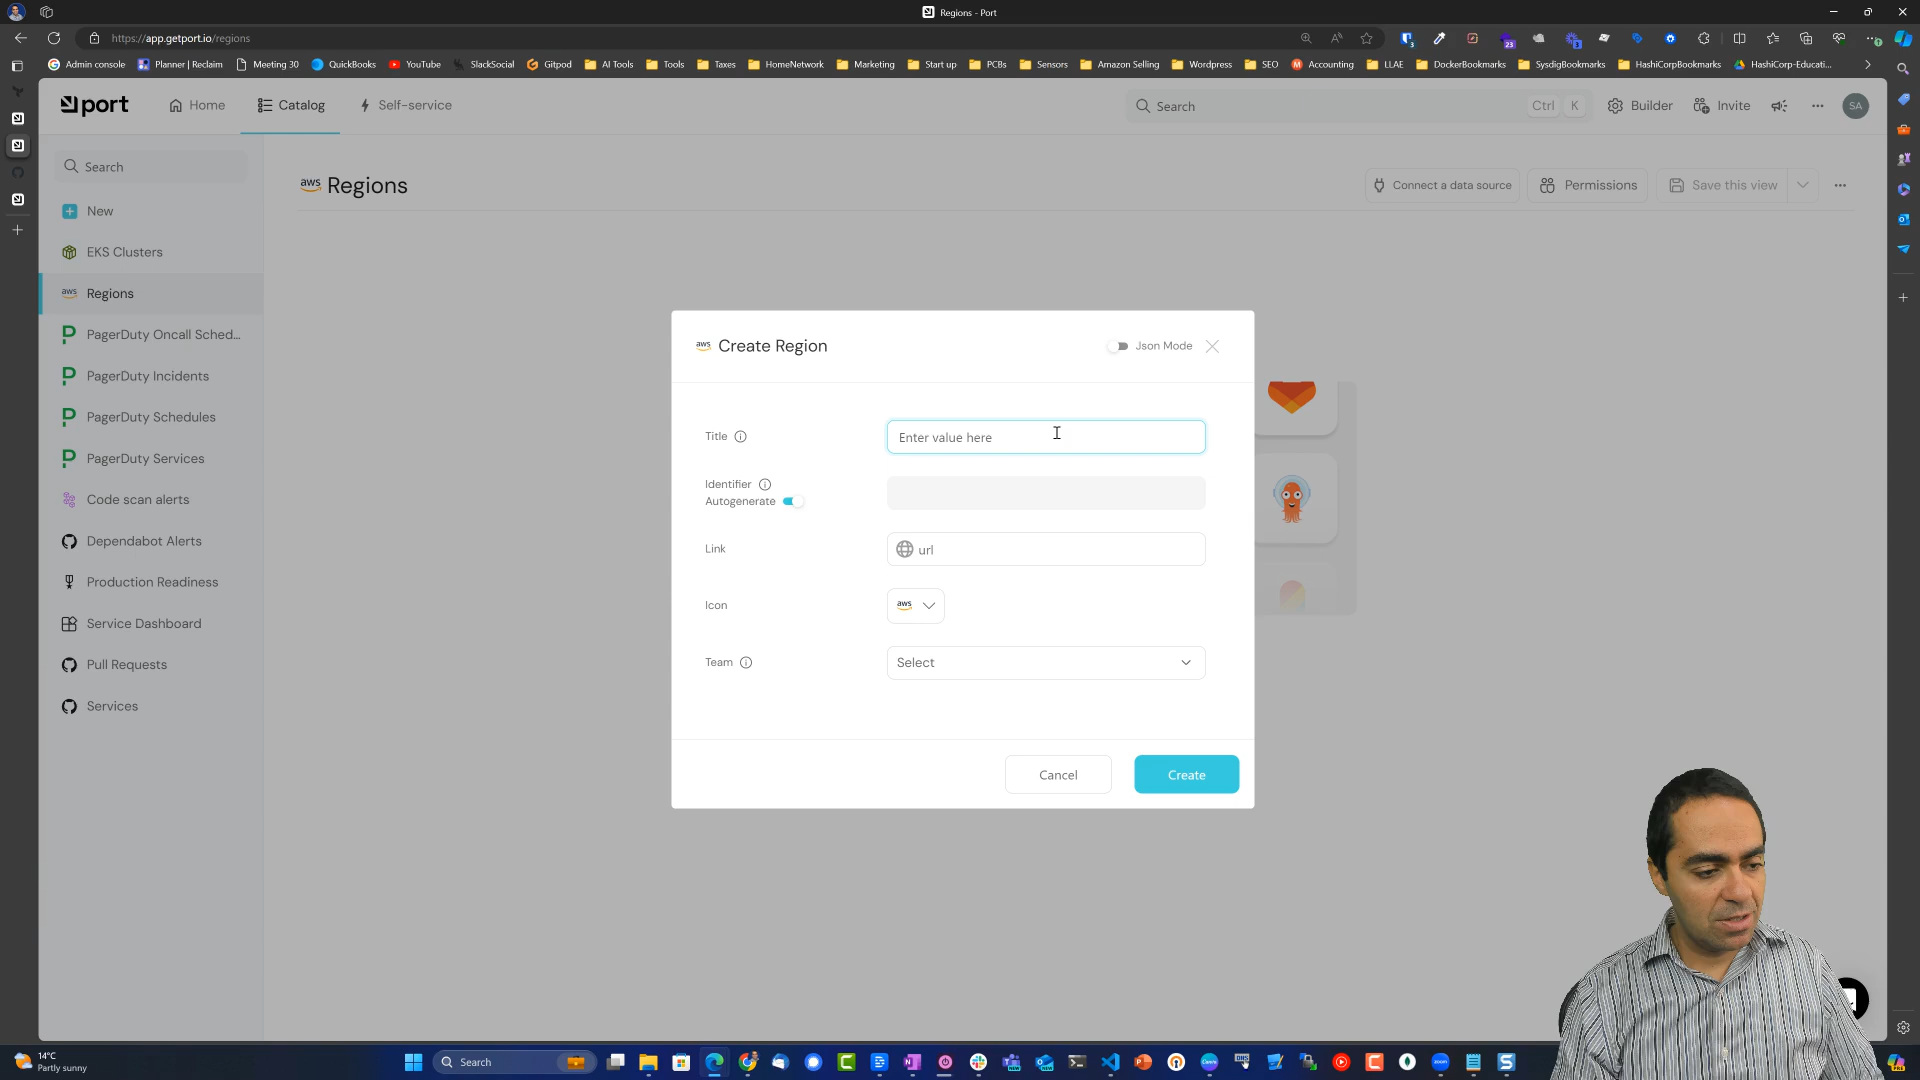 Regions - Port
https://app.getport.io/regions
23
3
Admin console
Planner | Reclaim
Meeting 30
QuickBooks
YouTube
SlackSocial
Gitpod
AI Tools
Tools
Taxes
HomeNetwork
Marketing
Start up
PCBs
Sensors
Amazon Selling
Wordpress
SEO
Accounting
LLAE
DockerBookmarks
SysdigBookmarks
HashiCorpBookmarks
HashiCorp-Educati...
port
Home
Catalog
Self-service
Search
Ctrl K
Builder
Invite
SA
Search
New
EKS Clusters
aws Regions
PagerDuty Oncall Sched...
PagerDuty Incidents
PagerDuty Schedules
PagerDuty Services
Code scan alerts
Dependabot Alerts
Production Readiness
Service Dashboard
Pull Requests
Services
aws Regions
Connect a data source
Permissions
Save this view
aws Create Region
Json Mode
Title
Enter value here
Identifier
Autogenerate
Link
url
Icon
aws
Team
Select
Cancel
Create
14°C
Partly sunny
Search